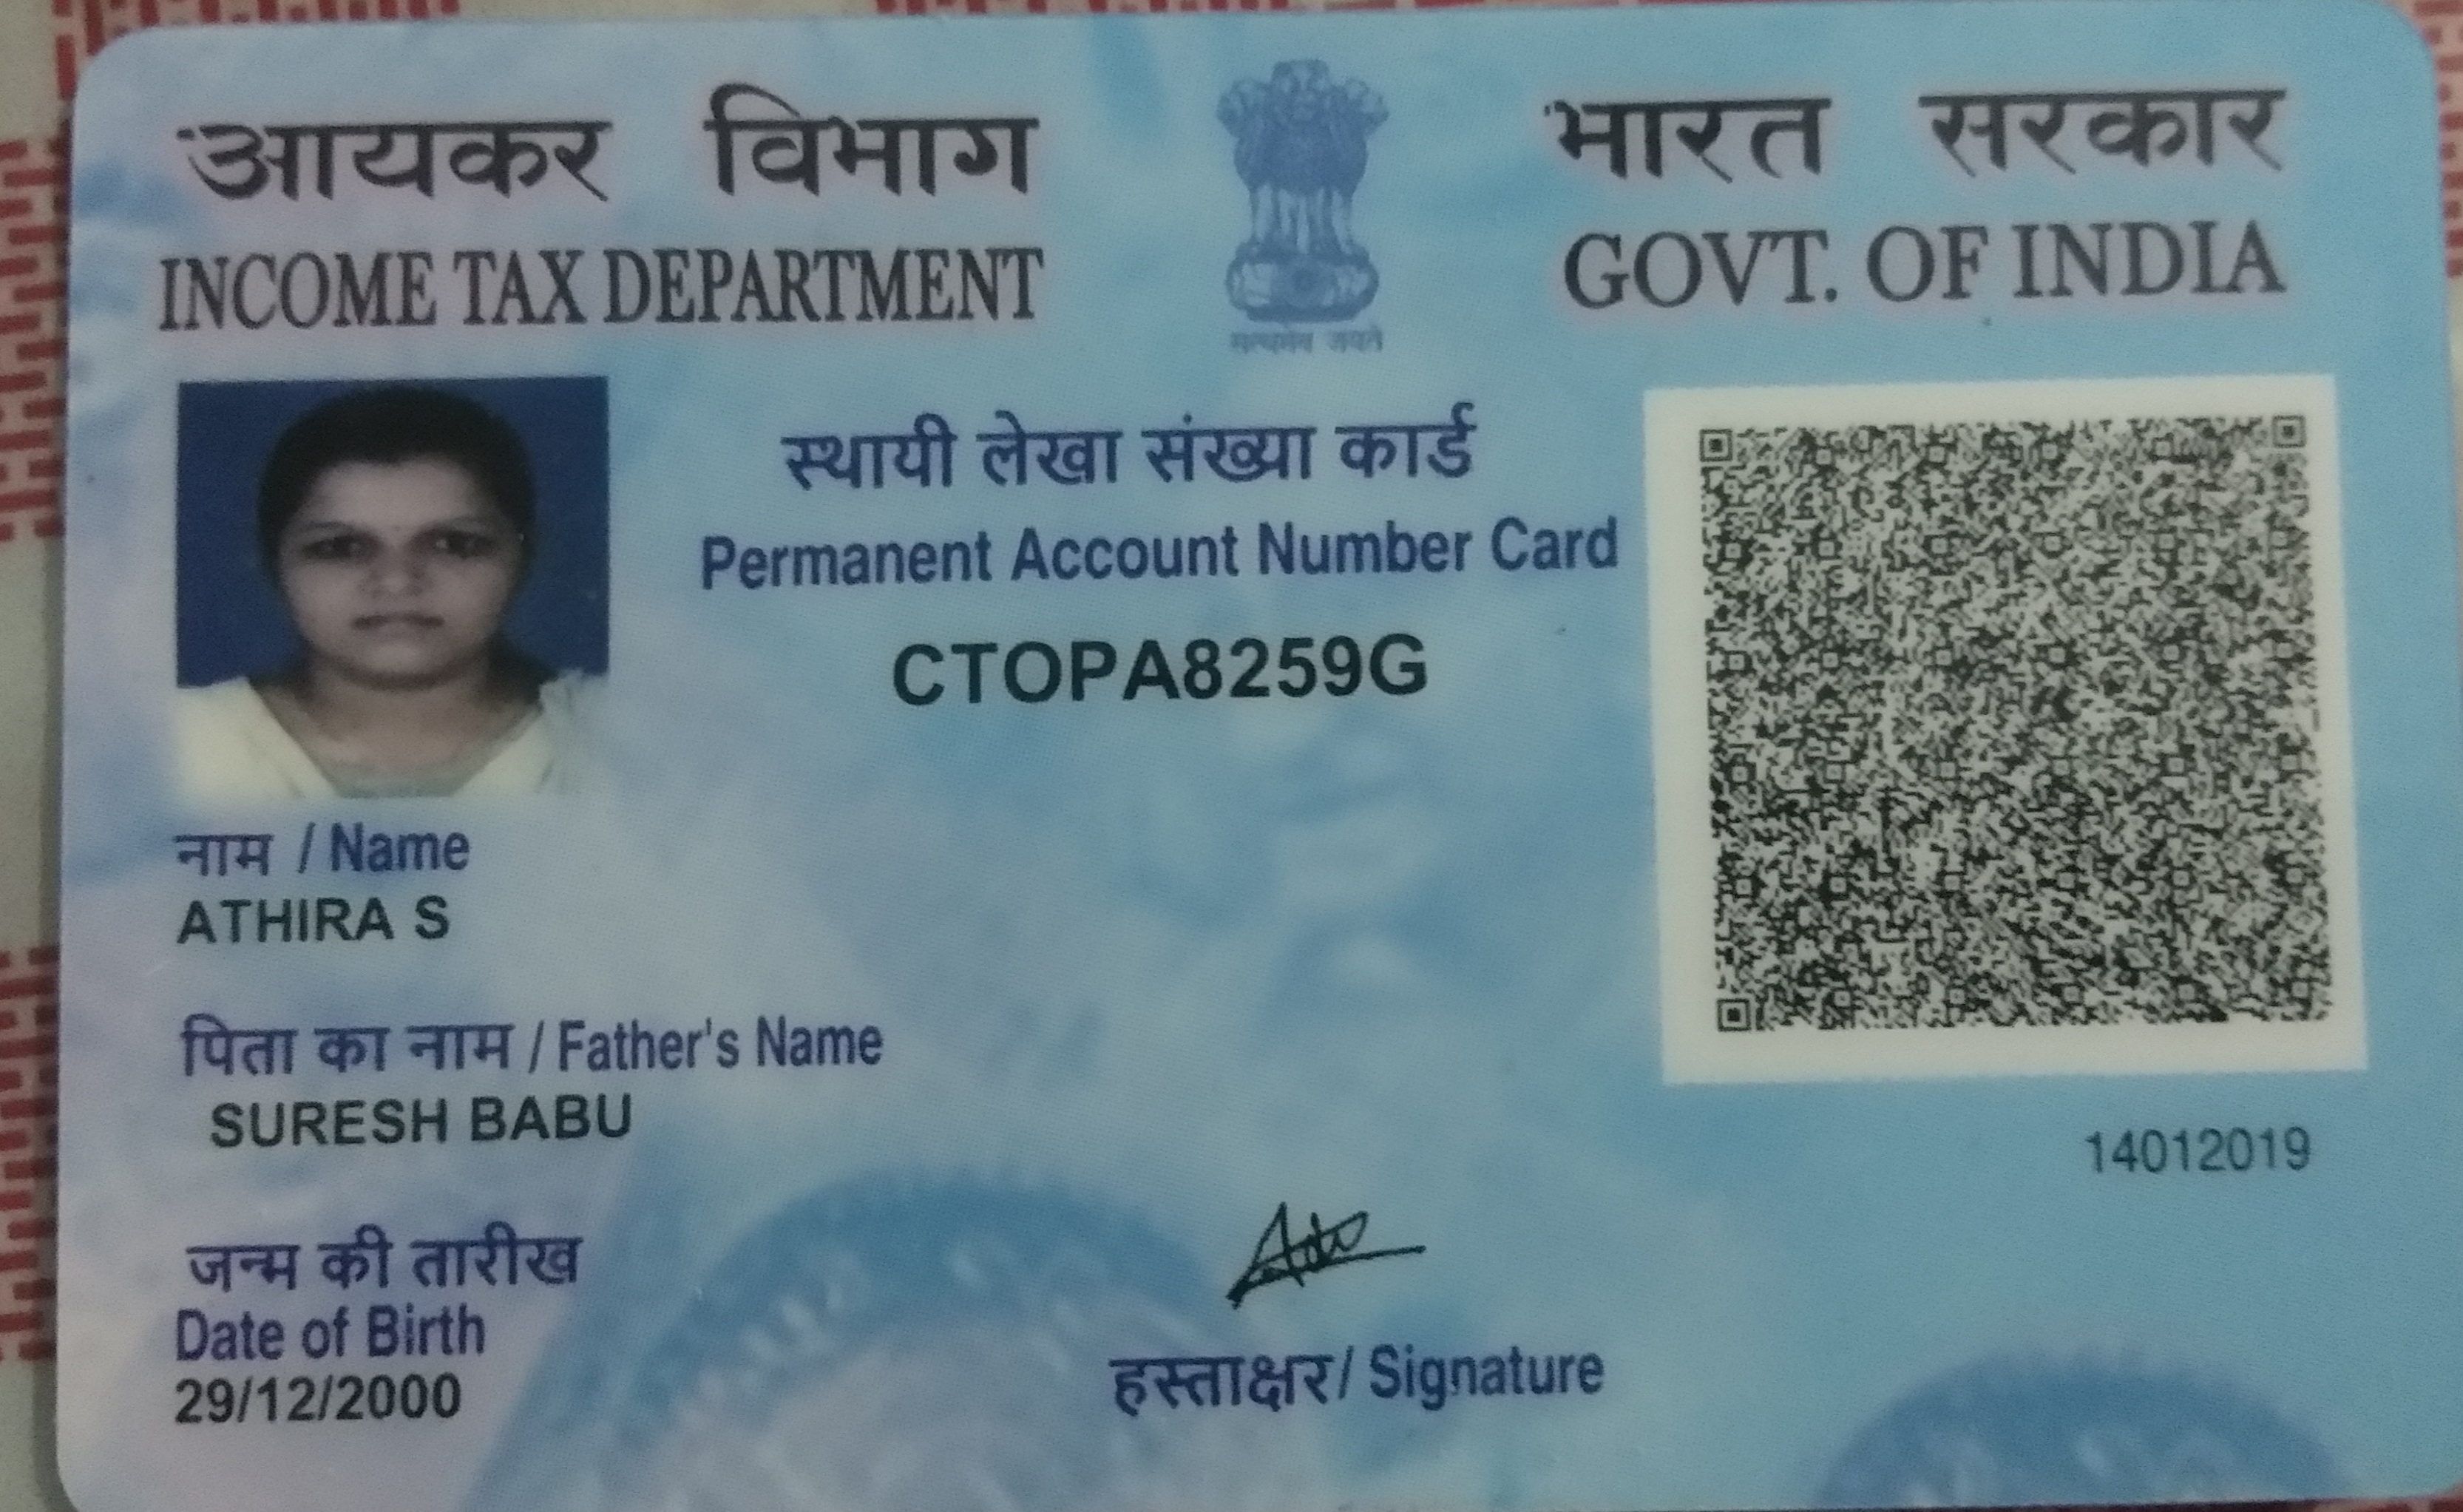 आयकर विभाग
INCOME TAX DEPARTMENT
सत्यमेव जयते
भारत सरकार
GOVT. OF INDIA
स्थायी लेखा संख्या कार्ड
Permanent Account Number Card
CTOPA8259G
नाम / Name
ATHIRA S
पिता का नाम / Father's Name
SURESH BABU
14012019
जन्म की तारीख
Date of Birth
29/12/2000
हस्ताक्षर/ Signature